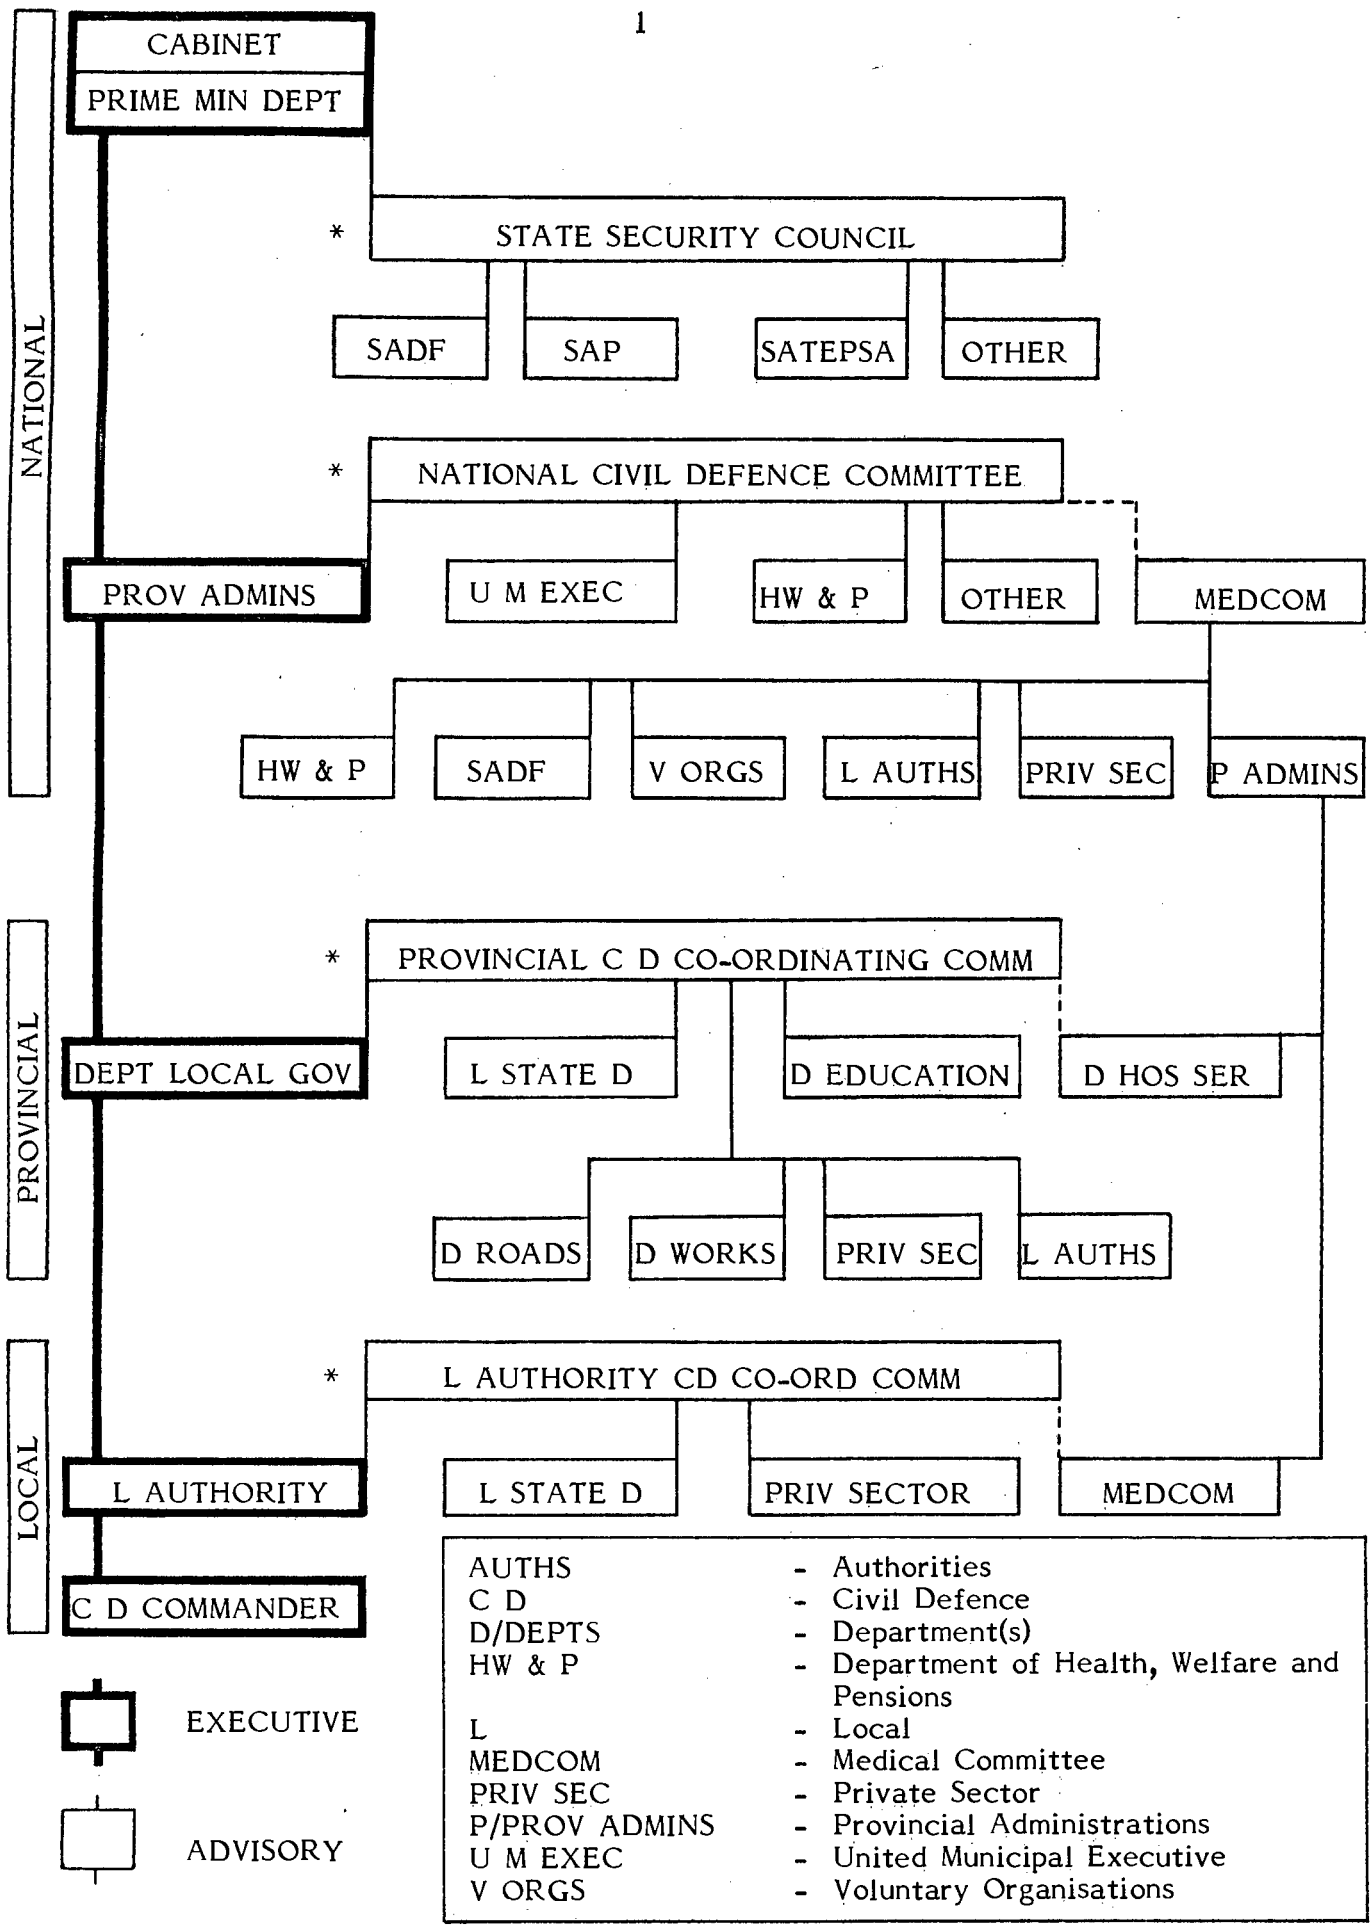 1
CABINET
PRIME MIN DEPT
NATIONAL
* STATE SECURITY COUNCIL
SADF SAP SATEPSA OTHER
* NATIONAL CIVIL DEFENCE COMMITTEE
PROV ADMINS U M EXEC HW & P OTHER MEDCOM
HW & P SADF V ORGS L AUTHS PRIV SEC P ADMINS
PROVINCIAL
* PROVINCIAL C D CO-ORDINATING COMM
DEPT LOCAL GOV L STATE D D EDUCATION D HOS SER
D ROADS D WORKS PRIV SEC L AUTHS
LOCAL
* L AUTHORITY CD CO-ORD COMM
L AUTHORITY L STATE D PRIV SECTOR MEDCOM
C D COMMANDER
EXECUTIVE
ADVISORY
AUTHS - Authorities
C D - Civil Defence
D/DEPTS - Department(s)
HW & P - Department of Health, Welfare and
Pensions
L - Local
MEDCOM - Medical Committee
PRIV SEC - Private Sector
P/PROV ADMINS - Provincial Administrations
U M EXEC - United Municipal Executive
V ORGS - Voluntary Organisations